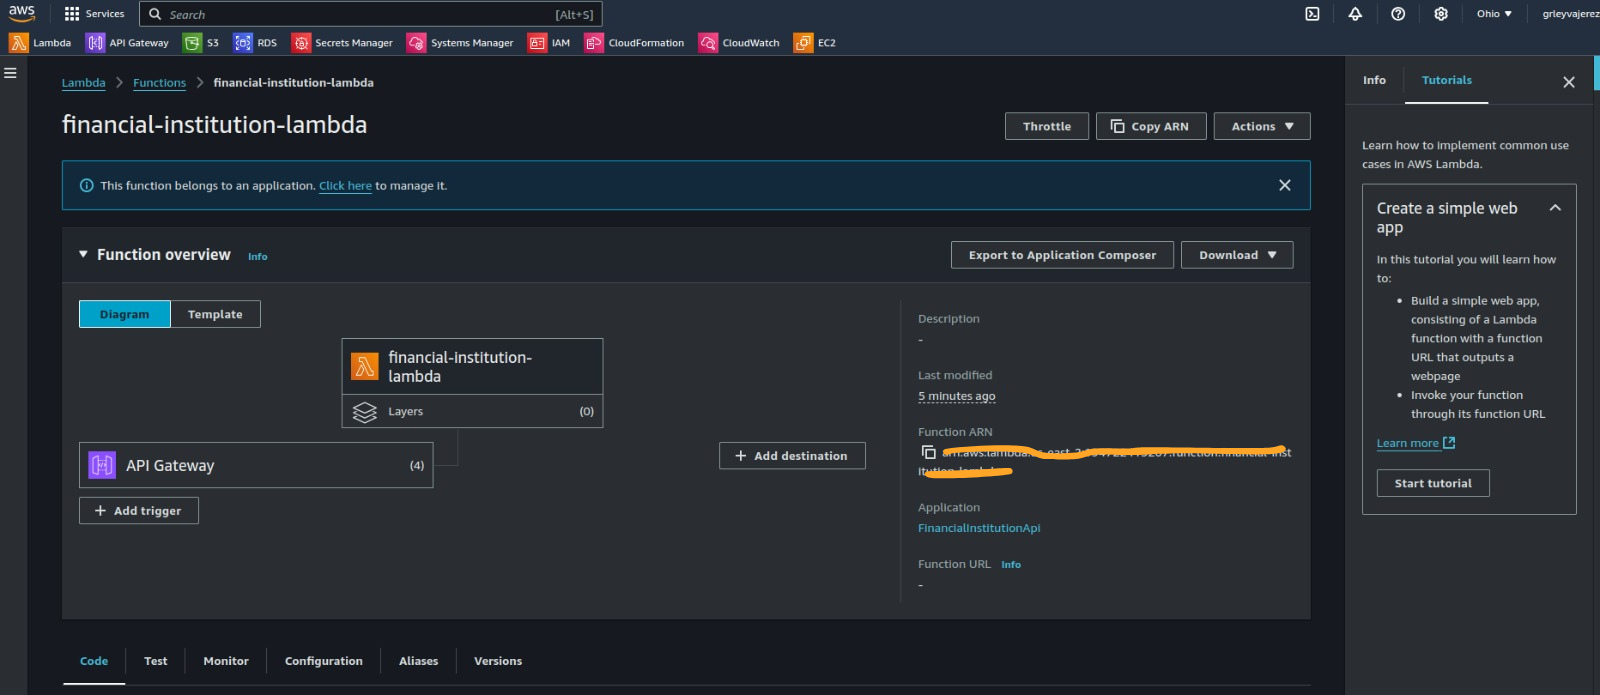 aws
Services
Search
[Alt+S]
Ohio
grleyvajerez
Lambda
API Gateway
S3
RDS
Secrets Manager
Systems Manager
IAM
CloudFormation
CloudWatch
EC2
Lambda
Functions
financial-institution-lambda
financial-institution-lambda
Throttle
Copy ARN
Actions
This function belongs to an application. Click here to manage it.
Function overview
Info
Export to Application Composer
Download
Diagram
Template
financial-institution-
lambda
Layers
(0)
API Gateway
(4)
Add trigger
Add destination
Description
-
Last modified
5 minutes ago
Function ARN
Application
FinancialInstitutionApi
Function URL
Info
-
Code
Test
Monitor
Configuration
Aliases
Versions
Info
Tutorials
Learn how to implement common use
cases in AWS Lambda.
Create a simple web
app
In this tutorial you will learn how
to:
• Build a simple web app,
consisting of a Lambda
function with a function
URL that outputs a
webpage
• Invoke your function
through its function URL
Learn more
Start tutorial